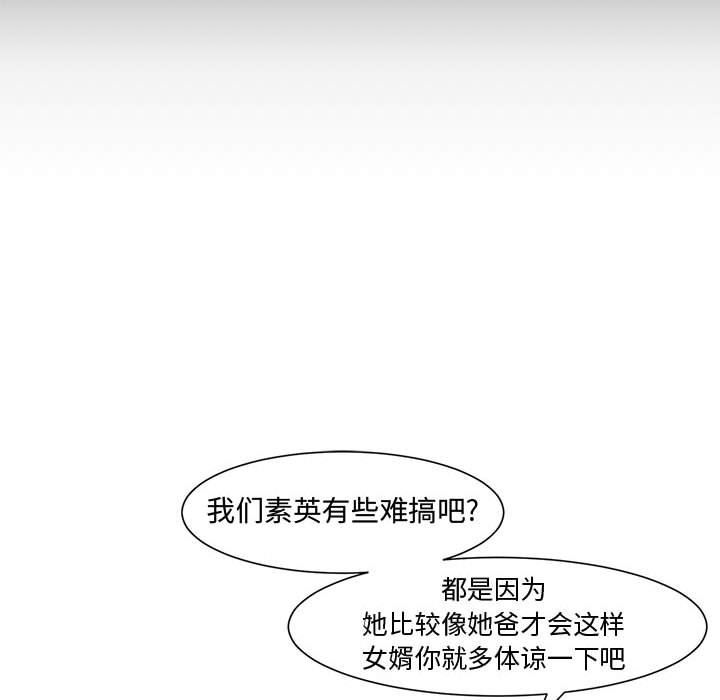 我们素英有些难搞吧?
都是因为
她比较像她爸才会这样
女婿你就多体谅一下吧